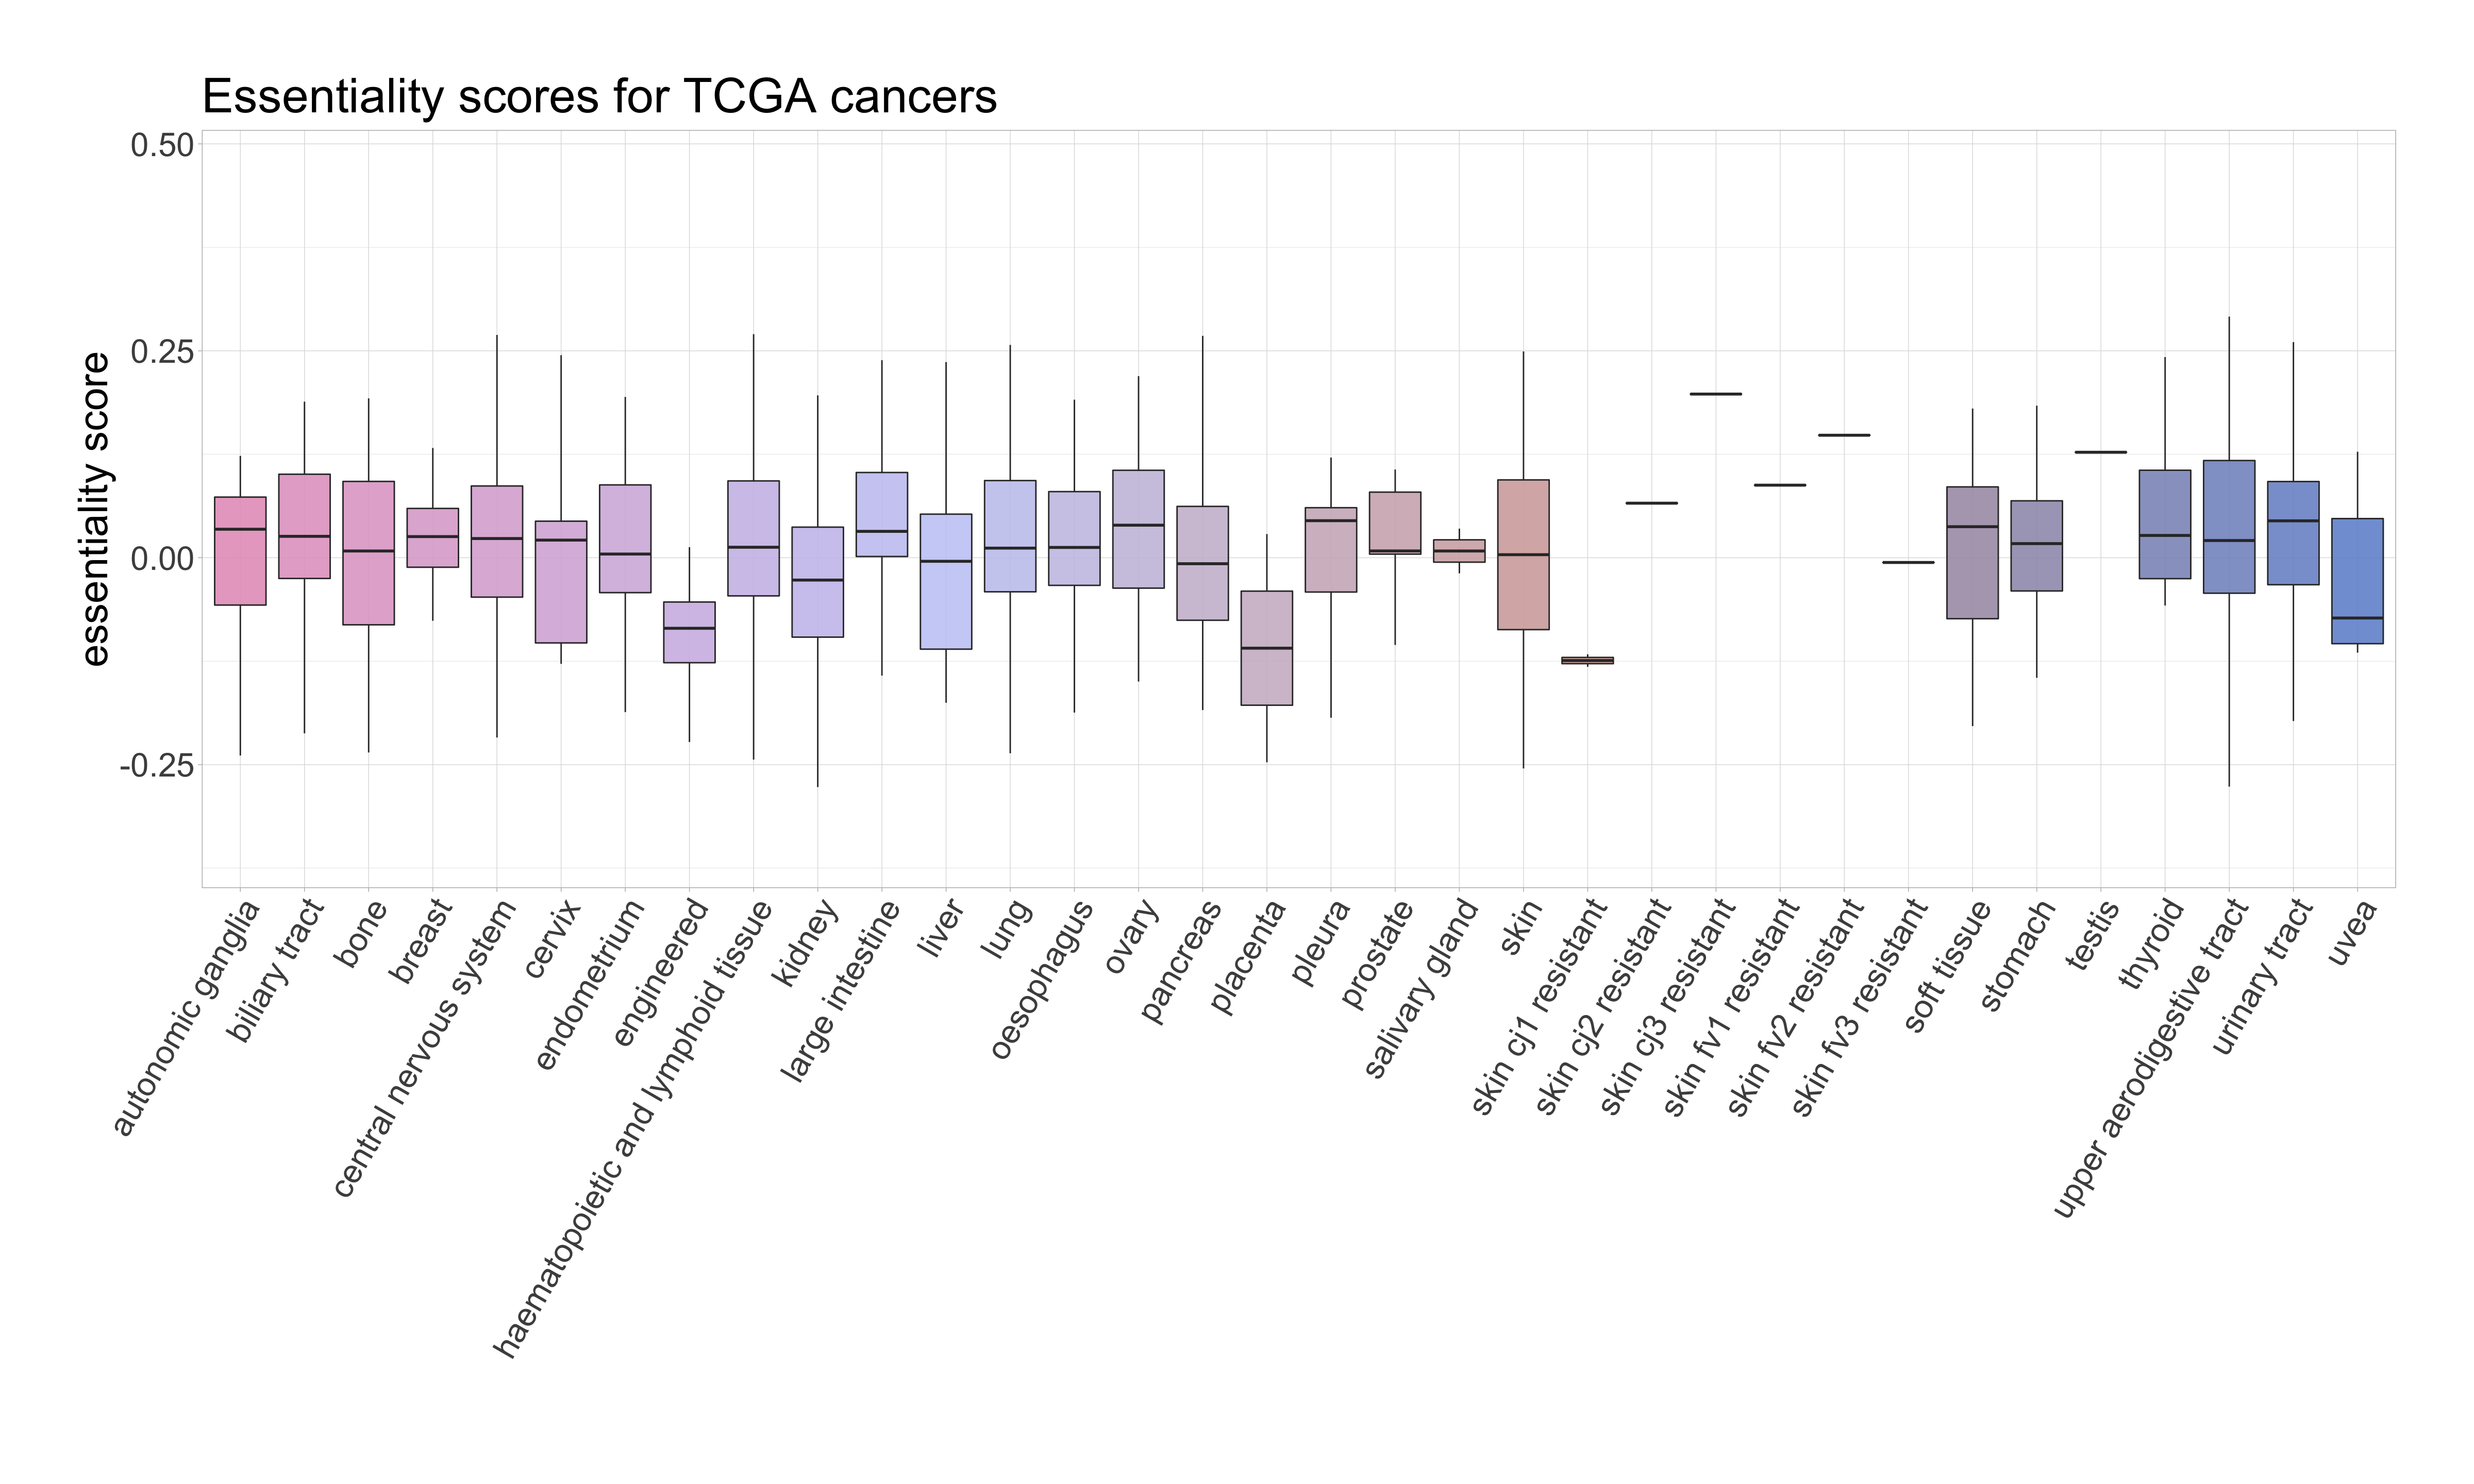 Essentiality scores for TCGA cancers
essentiality score
0.50
0.25
0.00
-0.25
autonomic ganglia
biliary tract
bone
breast
central nervous system
cervix
endometrium
engineered
haematopoietic and lymphoid tissue
kidney
large intestine
liver
lung
oesophagus
ovary
pancreas
placenta
pleura
prostate
salivary gland
skin
skin cj1 resistant
skin cj2 resistant
skin cj3 resistant
skin fv1 resistant
skin fv2 resistant
skin fv3 resistant
soft tissue
stomach
testis
thyroid
upper aerodigestive tract
urinary tract
uvea